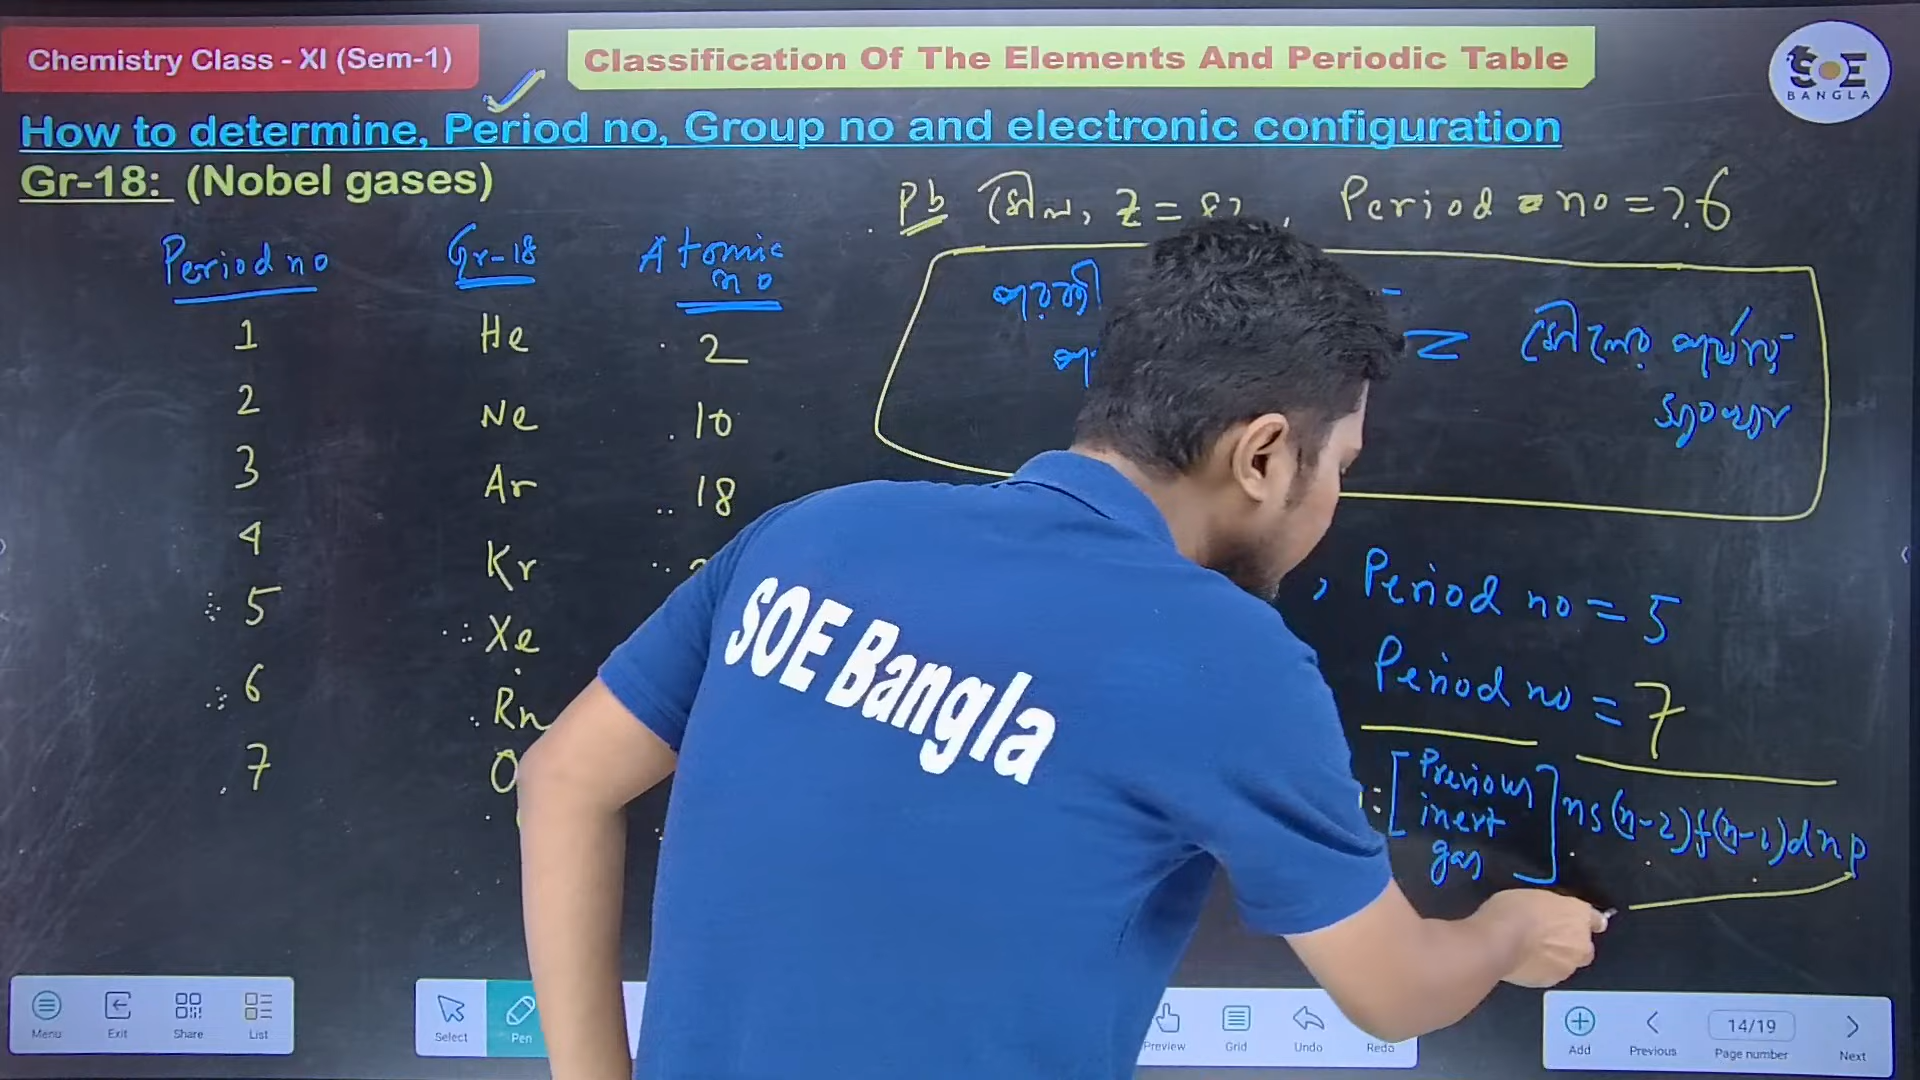 Chemistry Class - XI (Sem-1)
Classification Of The Elements And Periodic Table
SOE
BANGLA
How to determine, Period no, Group no and electronic configuration
Gr-18: (Nobel gases)
Pb মৌল, Z = 82, Period no = ?.6
Period no Gr-18 Atomic no
1 He 2
2 Ne 10
3 Ar 18
4 Kr
5 Xe
6 Rn
7 O
= মৌলের পর্যায়
, Period no = 5
Period no = 7
: [Previous inert gas] ns (n-2)f (n-1)d np
SOE Bangla
Menu Exit Share List
Select Pen
Preview Grid Undo Redo
Add Previous 14/19 Page number Next